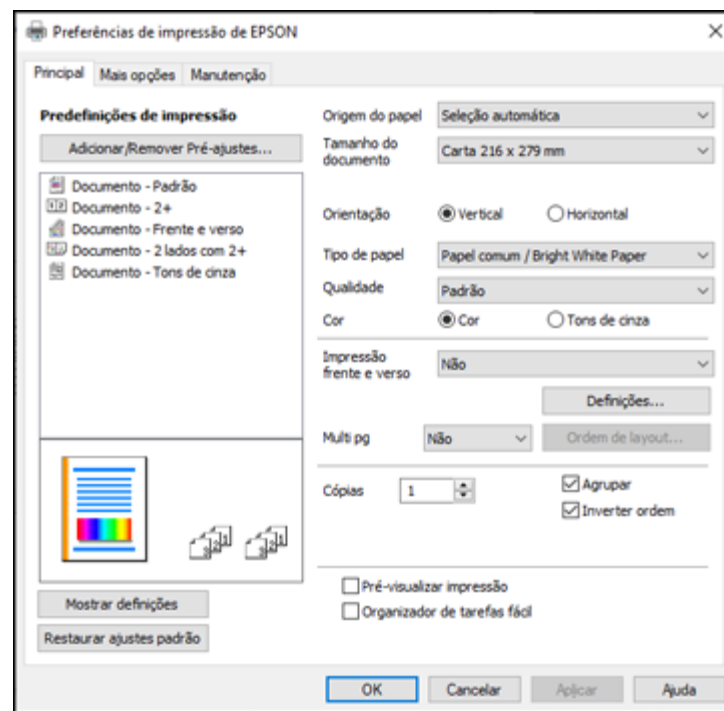 Preferências de impressão de EPSON
Principal
Mais opções
Manutenção
Predefinições de impressão
Adicionar/Remover Pré-ajustes...
Documento - Padrão
Documento - 2+
Documento - Frente e verso
Documento - 2 lados com 2+
Documento - Tons de cinza
Mostrar definições
Restaurar ajustes padrão
Origem do papel
Seleção automática
Tamanho do
documento
Carta 216 x 279 mm
Orientação
Vertical
Horizontal
Tipo de papel
Papel comum / Bright White Paper
Qualidade
Padrão
Cor
Cor
Tons de cinza
Impressão
frente e verso
Não
Definições...
Multi pg
Não
Ordem de layout...
Cópias
1
Agrupar
Inverter ordem
Pré-visualizar impressão
Organizador de tarefas fácil
OK
Cancelar
Aplicar
Ajuda